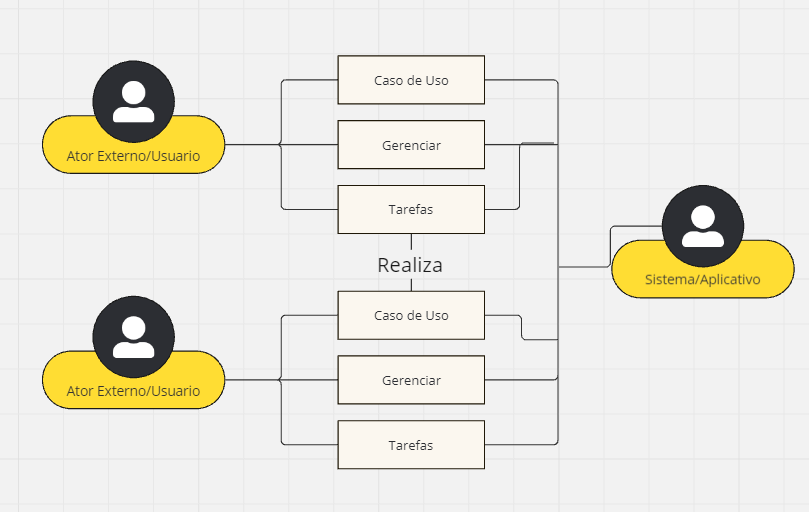 Caso de Uso
Ator Externo/Usuario
Gerenciar
Tarefas
Realiza
Sistema/Aplicativo
Caso de Uso
Ator Externo/Usuario
Gerenciar
Tarefas